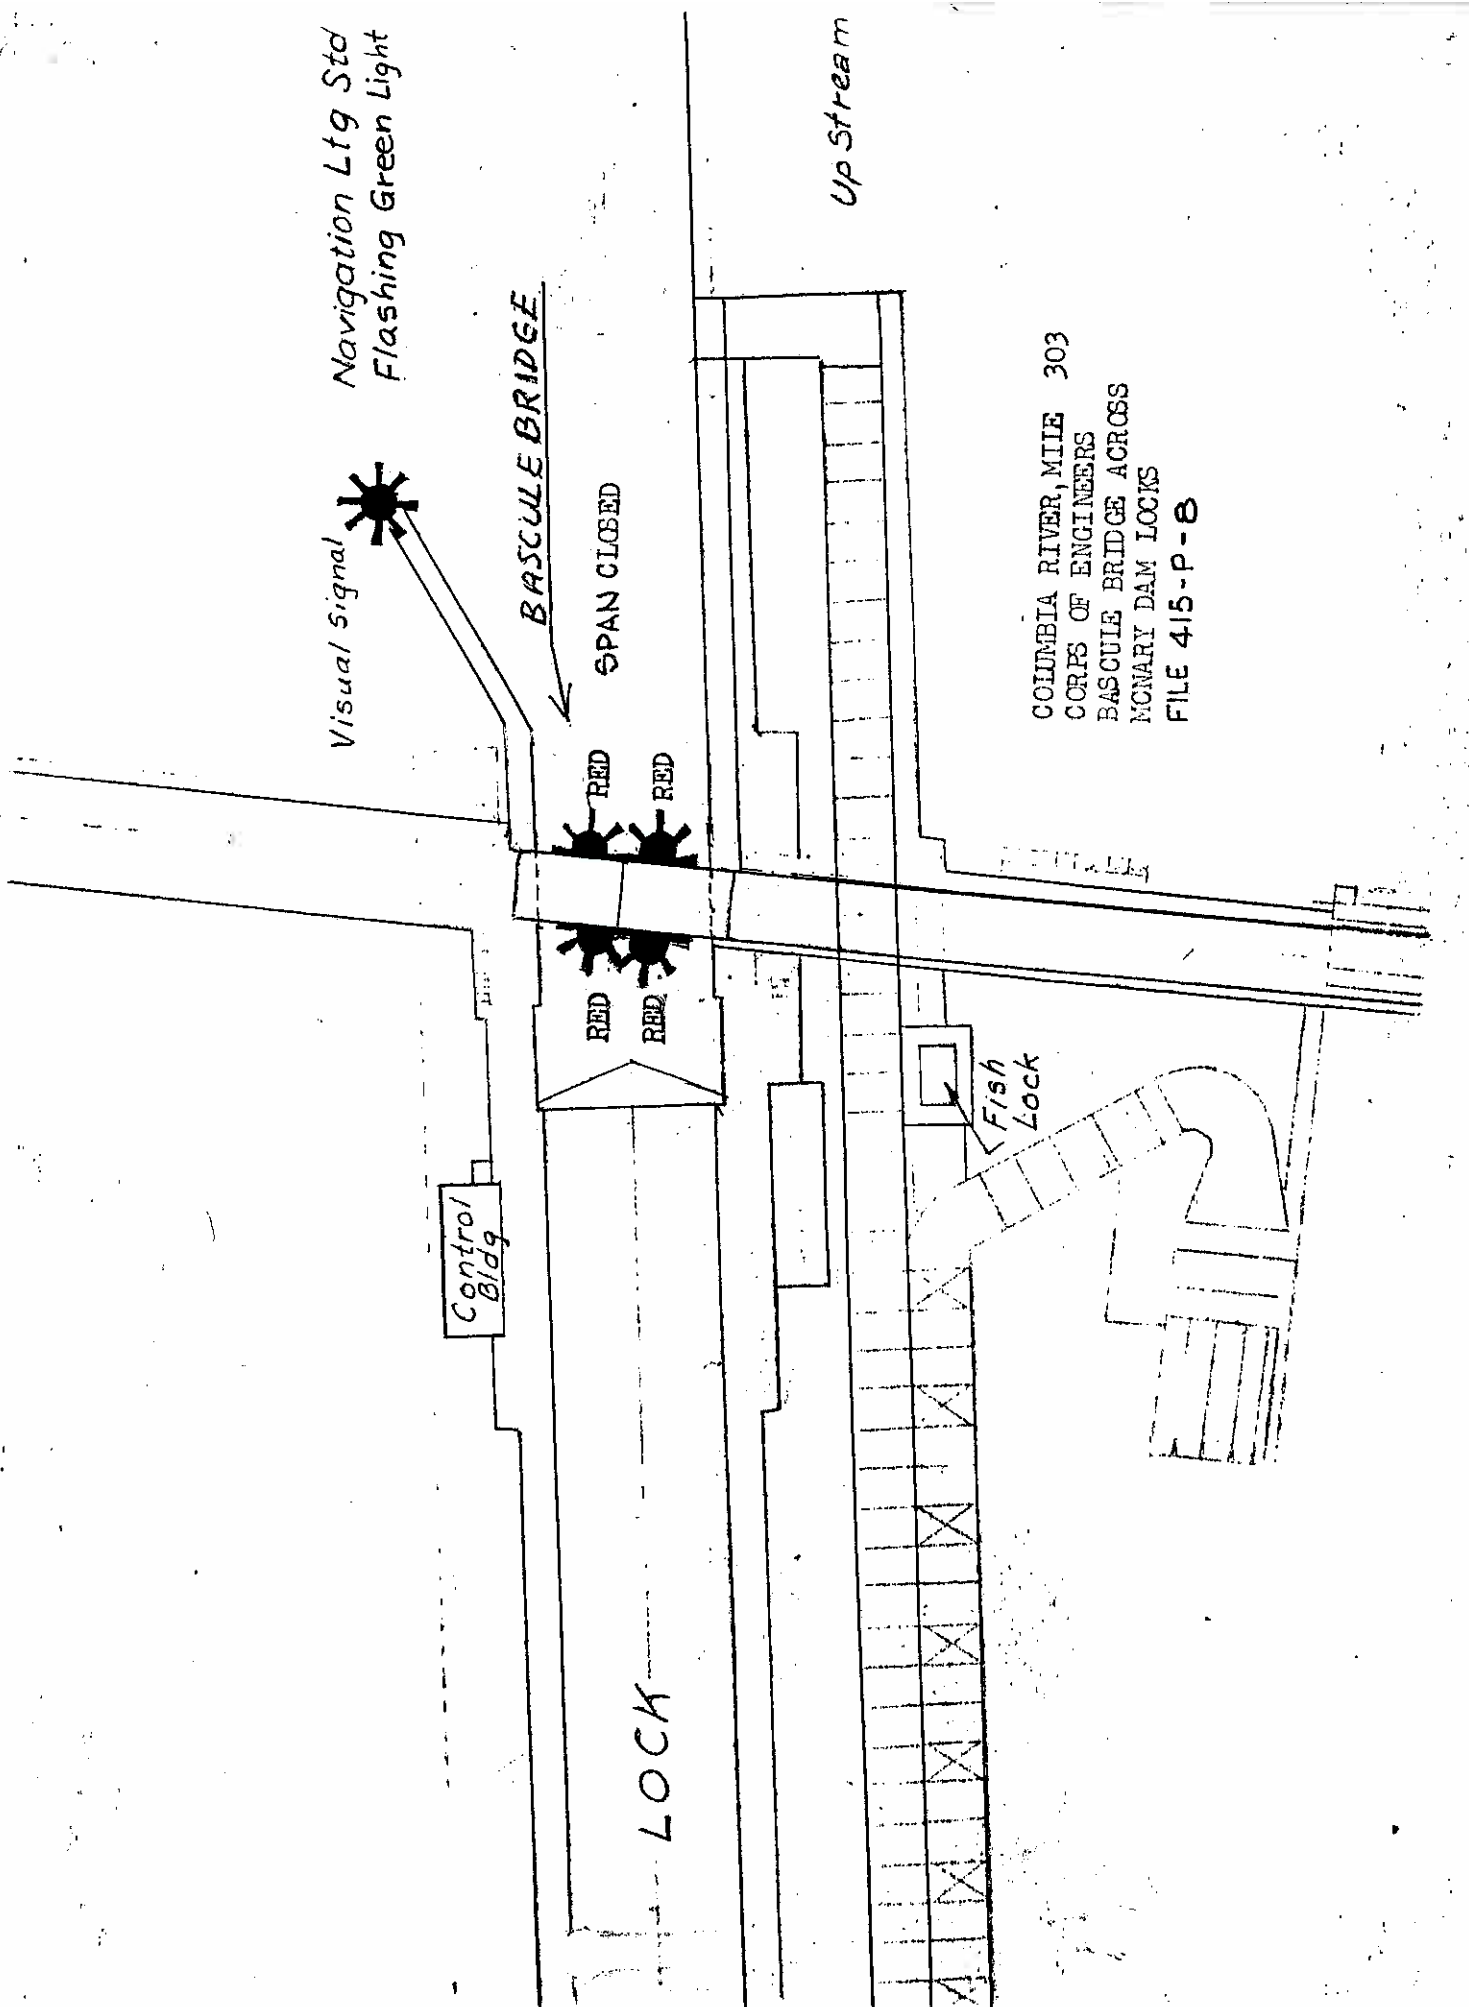 Navigation Ltg Std
Flashing Green Light
Visual Signal
BASCULE BRIDGE
SPAN CLOSED
Up Stream
RED
RED
RED
RED
Control
Bldg
LOCK
Fish
Lock
COLUMBIA RIVER, MILE 303
CORPS OF ENGINEERS
BASCULE BRIDGE ACROSS
MCNARY DAM LOCKS
FILE 415-P-8